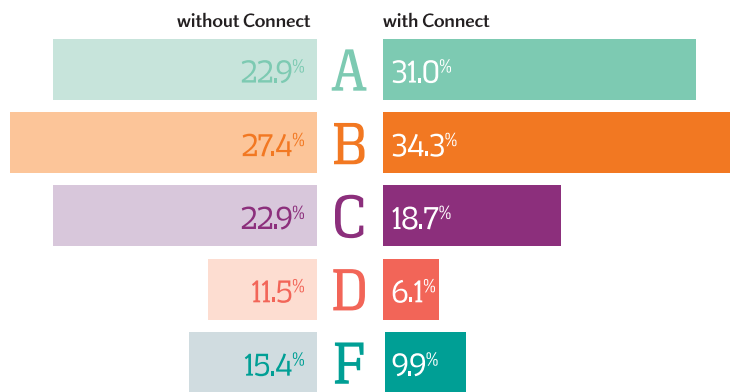 without Connect with Connect
22.9% A 31.0%
27.4% B 34.3%
22.9% C 18.7%
11.5% D 6.1%
15.4% F 9.9%